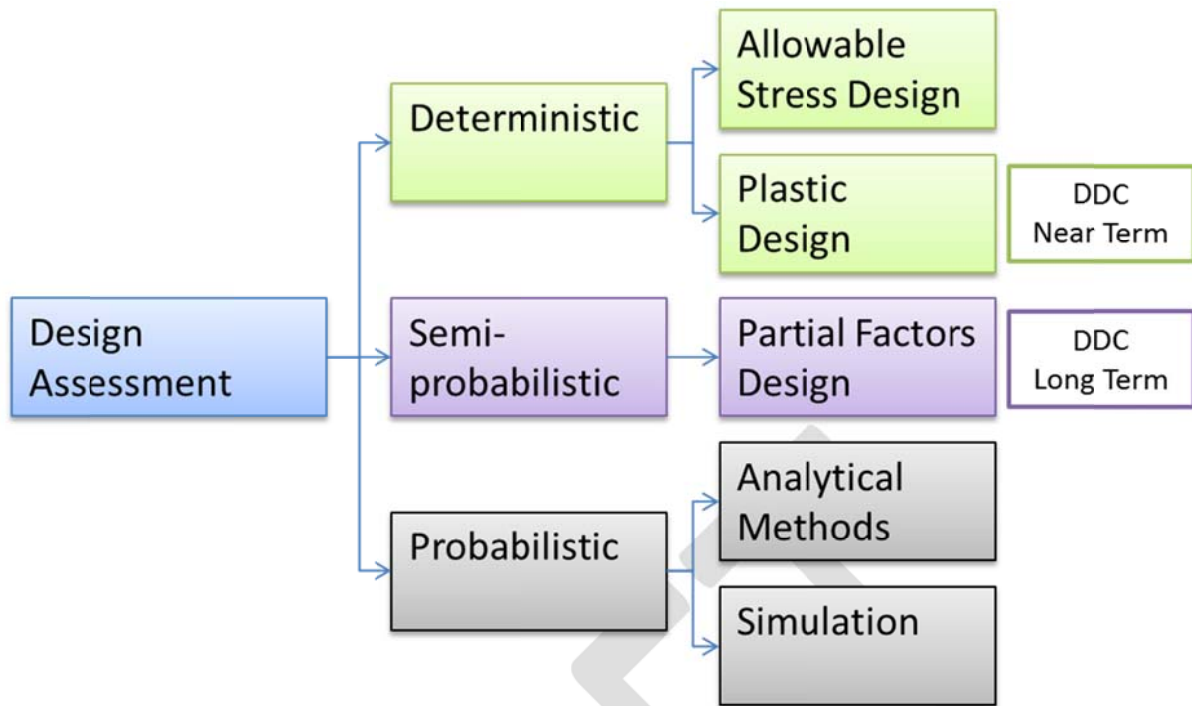 Design
Assessment
Deterministic
Allowable
Stress Design
Plastic
Design
DDC
Near Term
Semi-
probabilistic
Partial Factors
Design
DDC
Long Term
Probabilistic
Analytical
Methods
Simulation